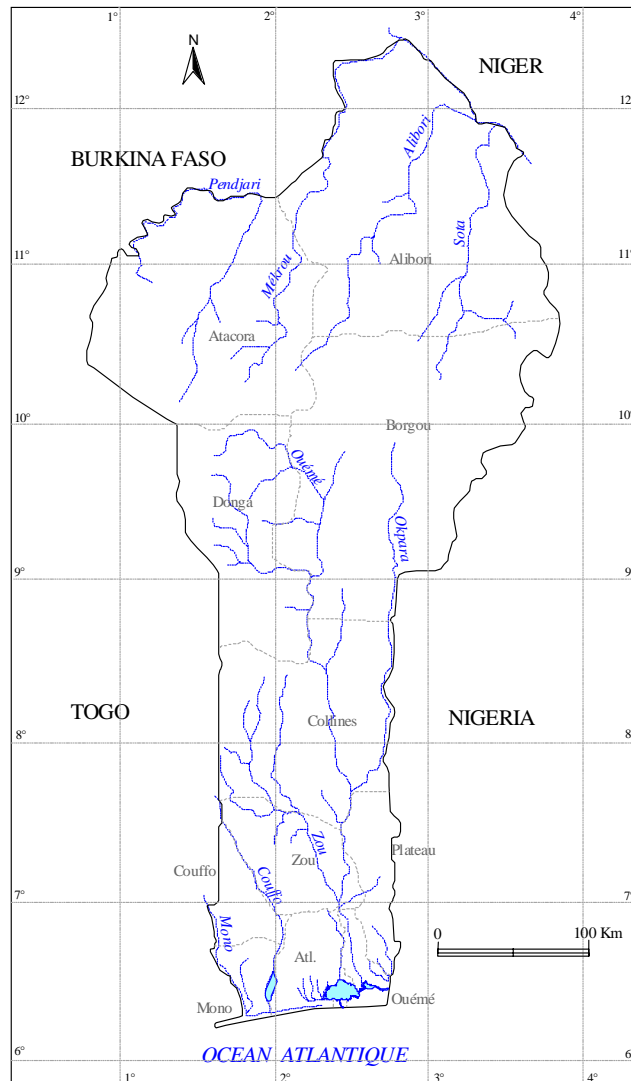 1°
2°
3°
4°
N
NIGER
12°
12°
Alibori
BURKINA FASO
Pendjari
Sota
11°
11°
Mékrou
Alibori
Atacora
10°
10°
Borgou
Ouémé
Donga
Okpara
9°
9°
TOGO
Collines
NIGERIA
8°
8°
Zou
Zou
Plateau
Couffo
Couffo
7°
7°
Mono
0
100 Km
Atl.
Mono
Ouémé
6°
6°
OCEAN ATLANTIQUE
1°
2°
3°
4°